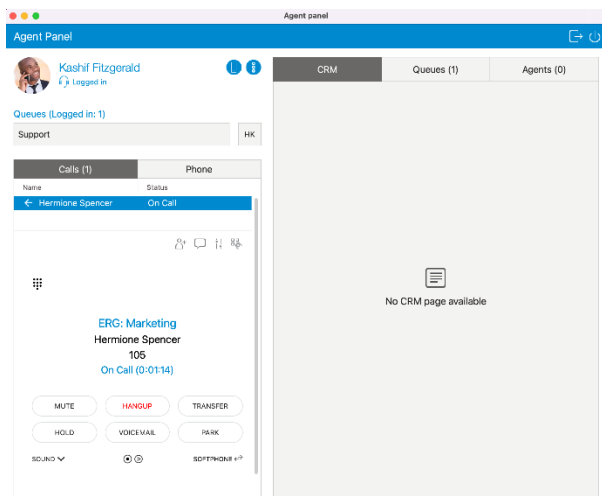 Agent panel
Agent Panel
Kashif Fitzgerald
Logged in
CRM
Queues (1)
Agents (0)
Queues (Logged in: 1)
Support
HK
Calls (1)
Phone
Name
Status
Hermione Spencer
On Call
No CRM page available
ERG: Marketing
Hermione Spencer
105
On Call (0:01:14)
MUTE
HANGUP
TRANSFER
HOLD
VOICEMAIL
PARK
SOUND
SOFTPHONE